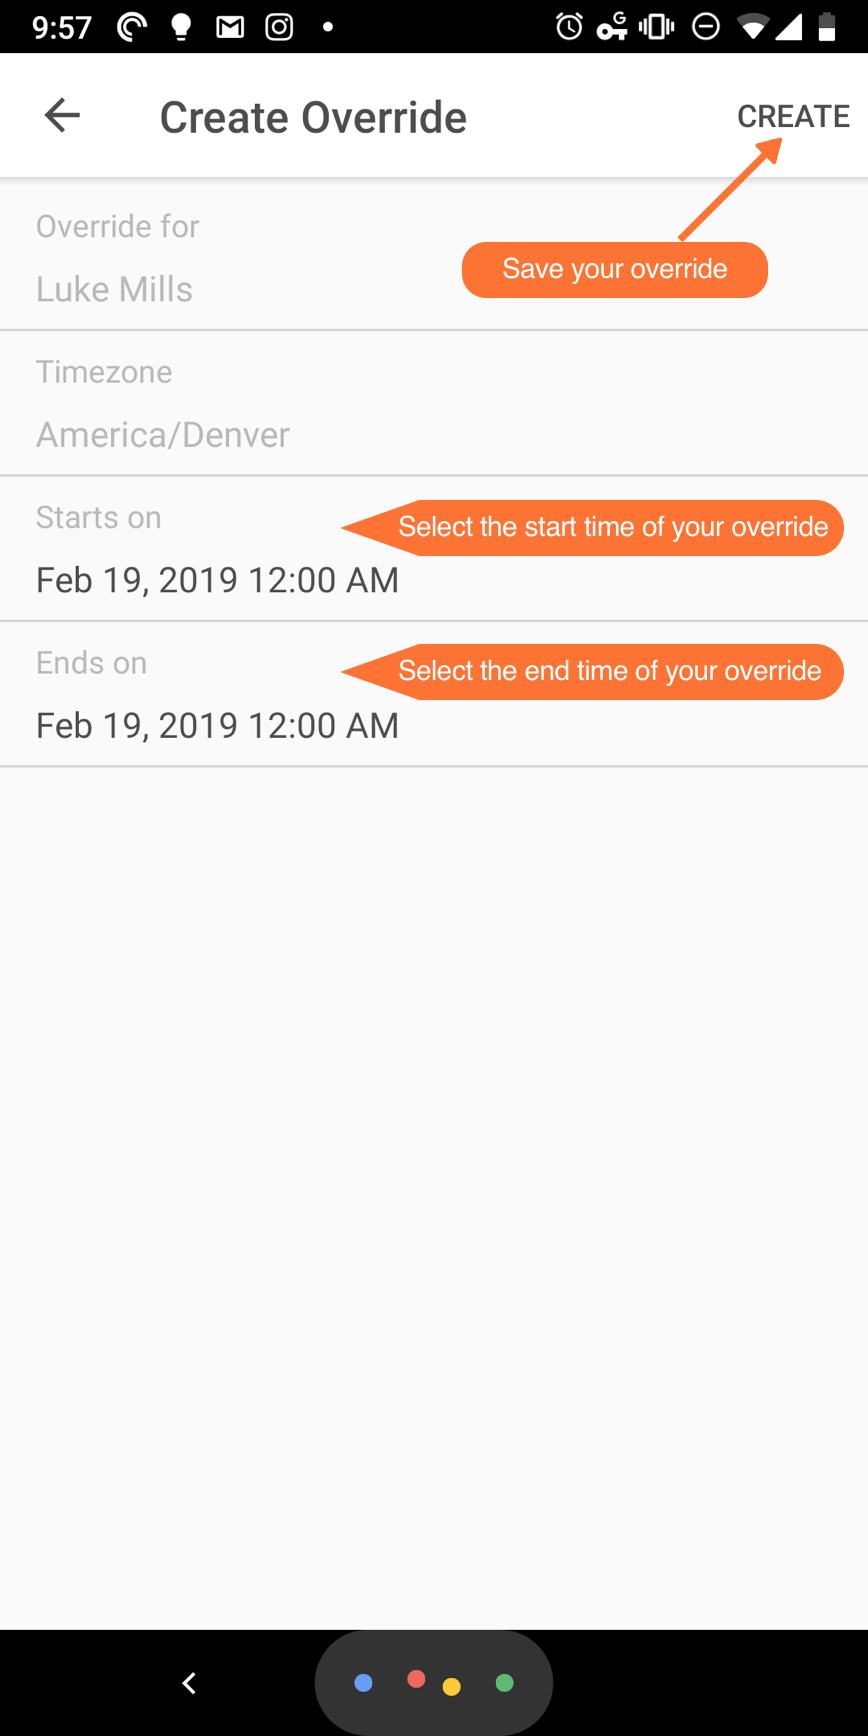 9:57
Create Override
CREATE
Override for
Save your override
Luke Mills
Timezone
America/Denver
Starts on
Select the start time of your override
Feb 19, 2019 12:00 AM
Ends on
Select the end time of your override
Feb 19, 2019 12:00 AM